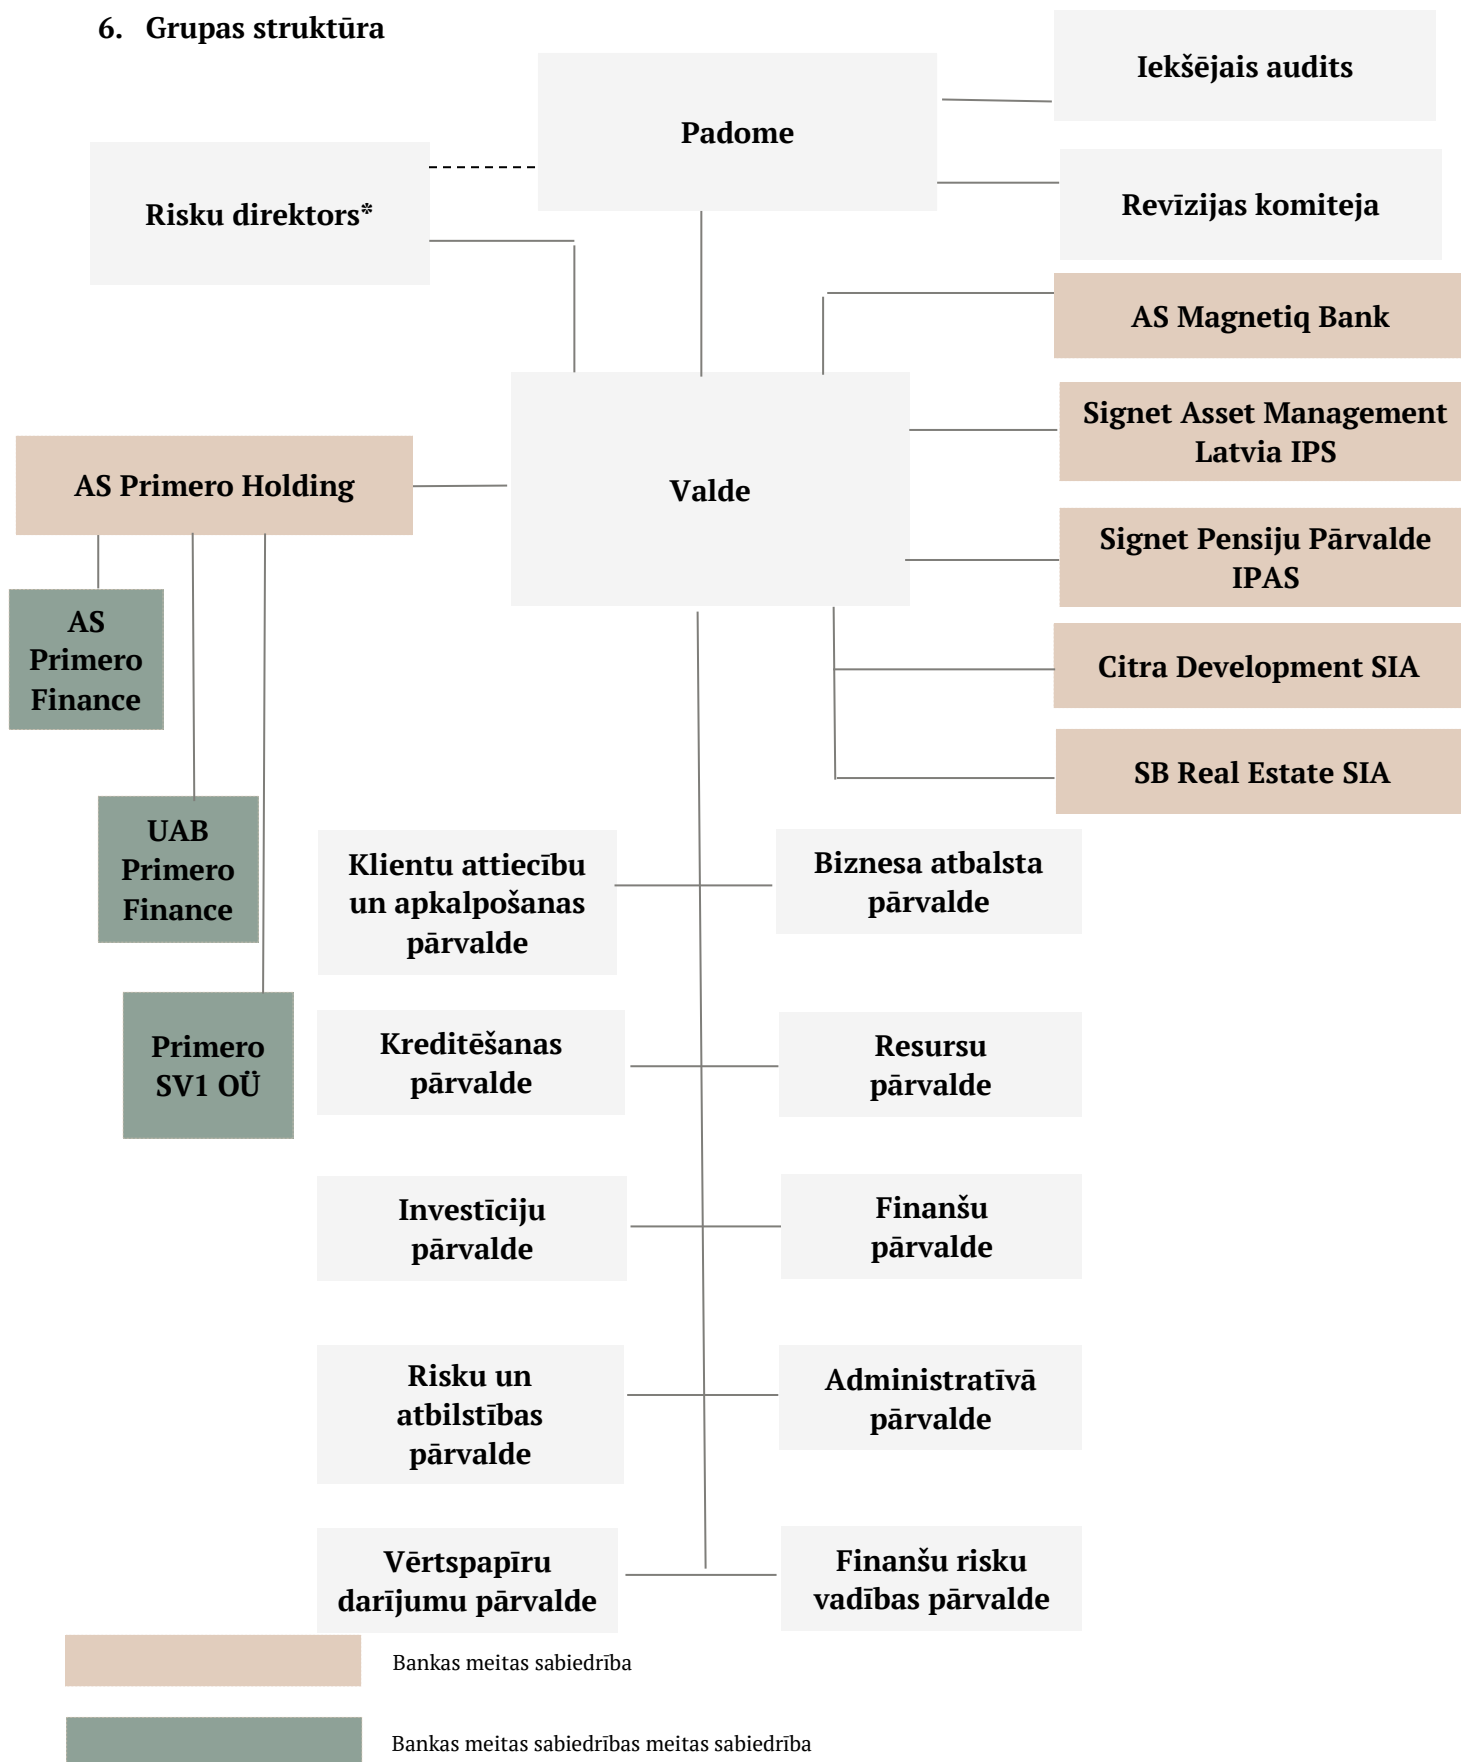 6. Grupas struktūra
Iekšējais audits
Padome
Risku direktors*
Revīzijas komiteja
AS Magnetiq Bank
Signet Asset Management
Latvia IPS
AS Primero Holding
Valde
Signet Pensiju Pārvalde
IPAS
AS
Primero
Finance
Citra Development SIA
SB Real Estate SIA
UAB
Primero
Finance
Klientu attiecību
un apkalpošanas
pārvalde
Biznesa atbalsta
pārvalde
Primero
SV1 OÜ
Kreditēšanas
pārvalde
Resursu
pārvalde
Investīciju
pārvalde
Finanšu
pārvalde
Risku un
atbilstības
pārvalde
Administratīvā
pārvalde
Vērtspapīru
darījumu pārvalde
Finanšu risku
vadības pārvalde
Bankas meitas sabiedrība
Bankas meitas sabiedrības meitas sabiedrība